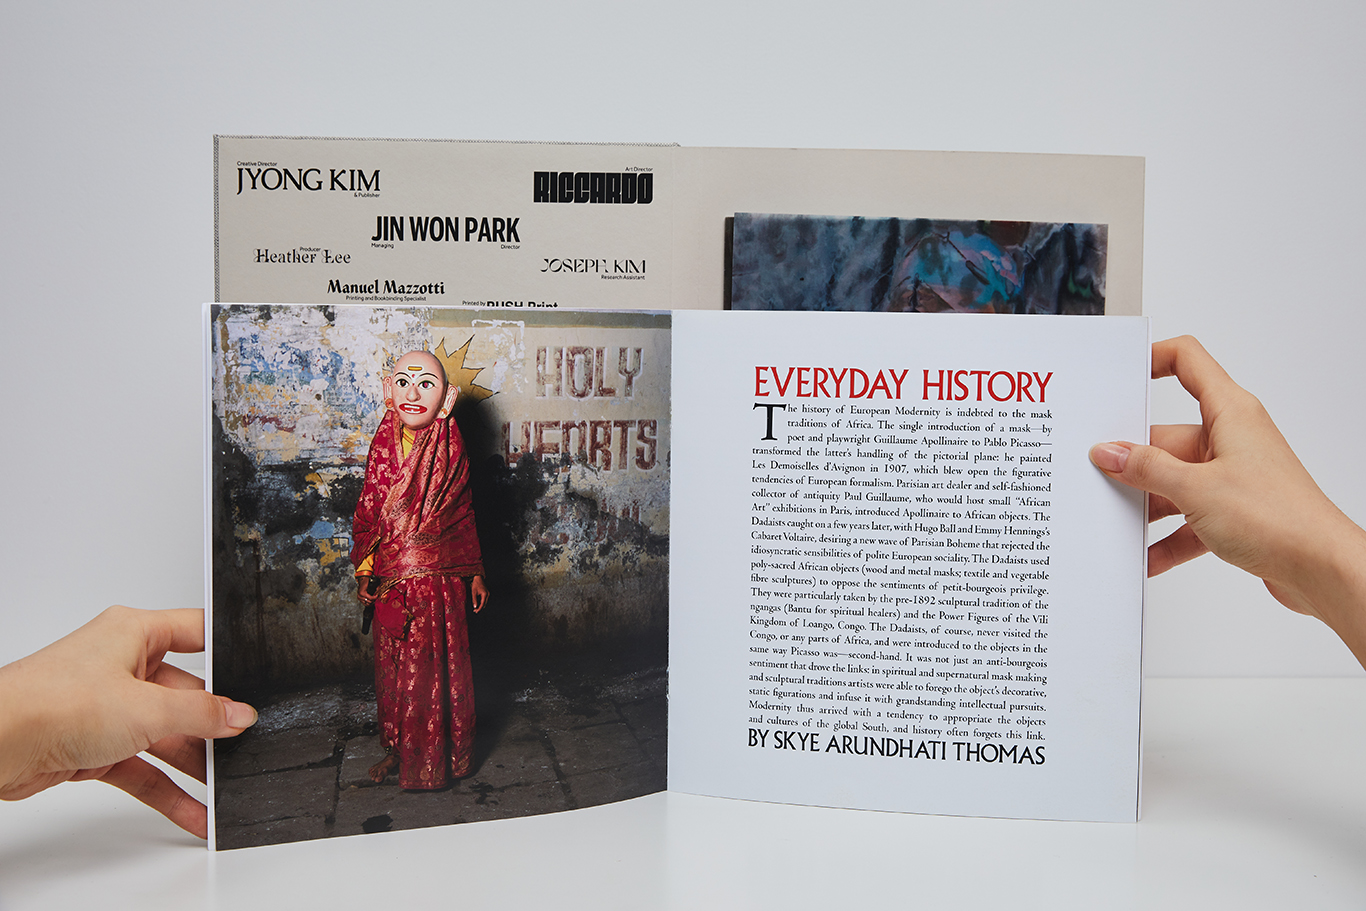 Creative Director
JYONG KIM
& Publisher
Art Director
RICCARDO
JIN WON PARK
Managing Director
Producer
Heather Lee
JOSEPH KIM
Research Assistant
Manuel Mazzotti
Printing and Bookbinding Specialist
Printed by PUSH Print
HOLY
EVERYDAY HISTORY
The history of European Modernity is indebted to the mask
traditions of Africa. The single introduction of a mask—by
poet and playwright Guillaume Apollinaire to Pablo Picasso—
transformed the latter's handling of the pictorial plane: he painted
Les Demoiselles d'Avignon in 1907, which blew open the figurative
tendencies of European formalism. Parisian art dealer and self-fashioned
collector of antiquity Paul Guillaume, who would host small “African
Art” exhibitions in Paris, introduced Apollinaire to African objects. The
Dadaists caught on a few years later, with Hugo Ball and Emmy Hennings's
Cabaret Voltaire, desiring a new wave of Parisian Boheme that rejected the
idiosyncratic sensibilities of polite European sociality. The Dadaists used
poly-sacred African objects (wood and metal masks; textile and vegetable
fibre sculptures) to oppose the sentiments of petit-bourgeois privilege.
They were particularly taken by the pre-1892 sculptural tradition of the
ngangas (Bantu for spiritual healers) and the Power Figures of the Vili
Kingdom of Loango, Congo. The Dadaists, of course, never visited the
Congo, or any parts of Africa, and were introduced to the objects in the
same way Picasso was—second-hand. It was not just an anti-bourgeois
sentiment that drove the links: in spiritual and supernatural mask making
and sculptural traditions artists were able to forego the object's decorative,
static figurations and infuse it with grandstanding intellectual pursuits.
Modernity thus arrived with a tendency to appropriate the objects
and cultures of the global South, and history often forgets this link.
BY SKYE ARUNDHATI THOMAS